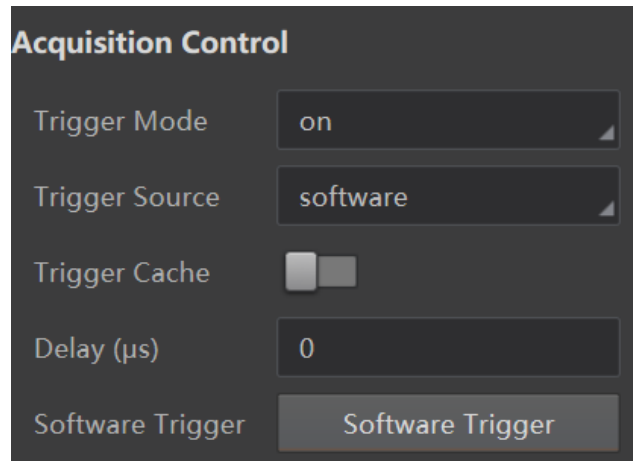 Acquisition Control
Trigger Mode on
Trigger Source software
Trigger Cache
Delay (μs) 0
Software Trigger Software Trigger